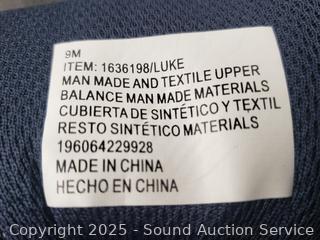 9M
ITEM: 1636198/LUKE
MAN MADE AND TEXTILE UPPER
BALANCE MAN MADE MATERIALS
CUBIERTA DE SINTÉTICO Y TEXTIL
RESTO SINTÉTICO MATERIALS
196064229928
MADE IN CHINA
HECHO EN CHINA
Copyright 2025 - Sound Auction Service